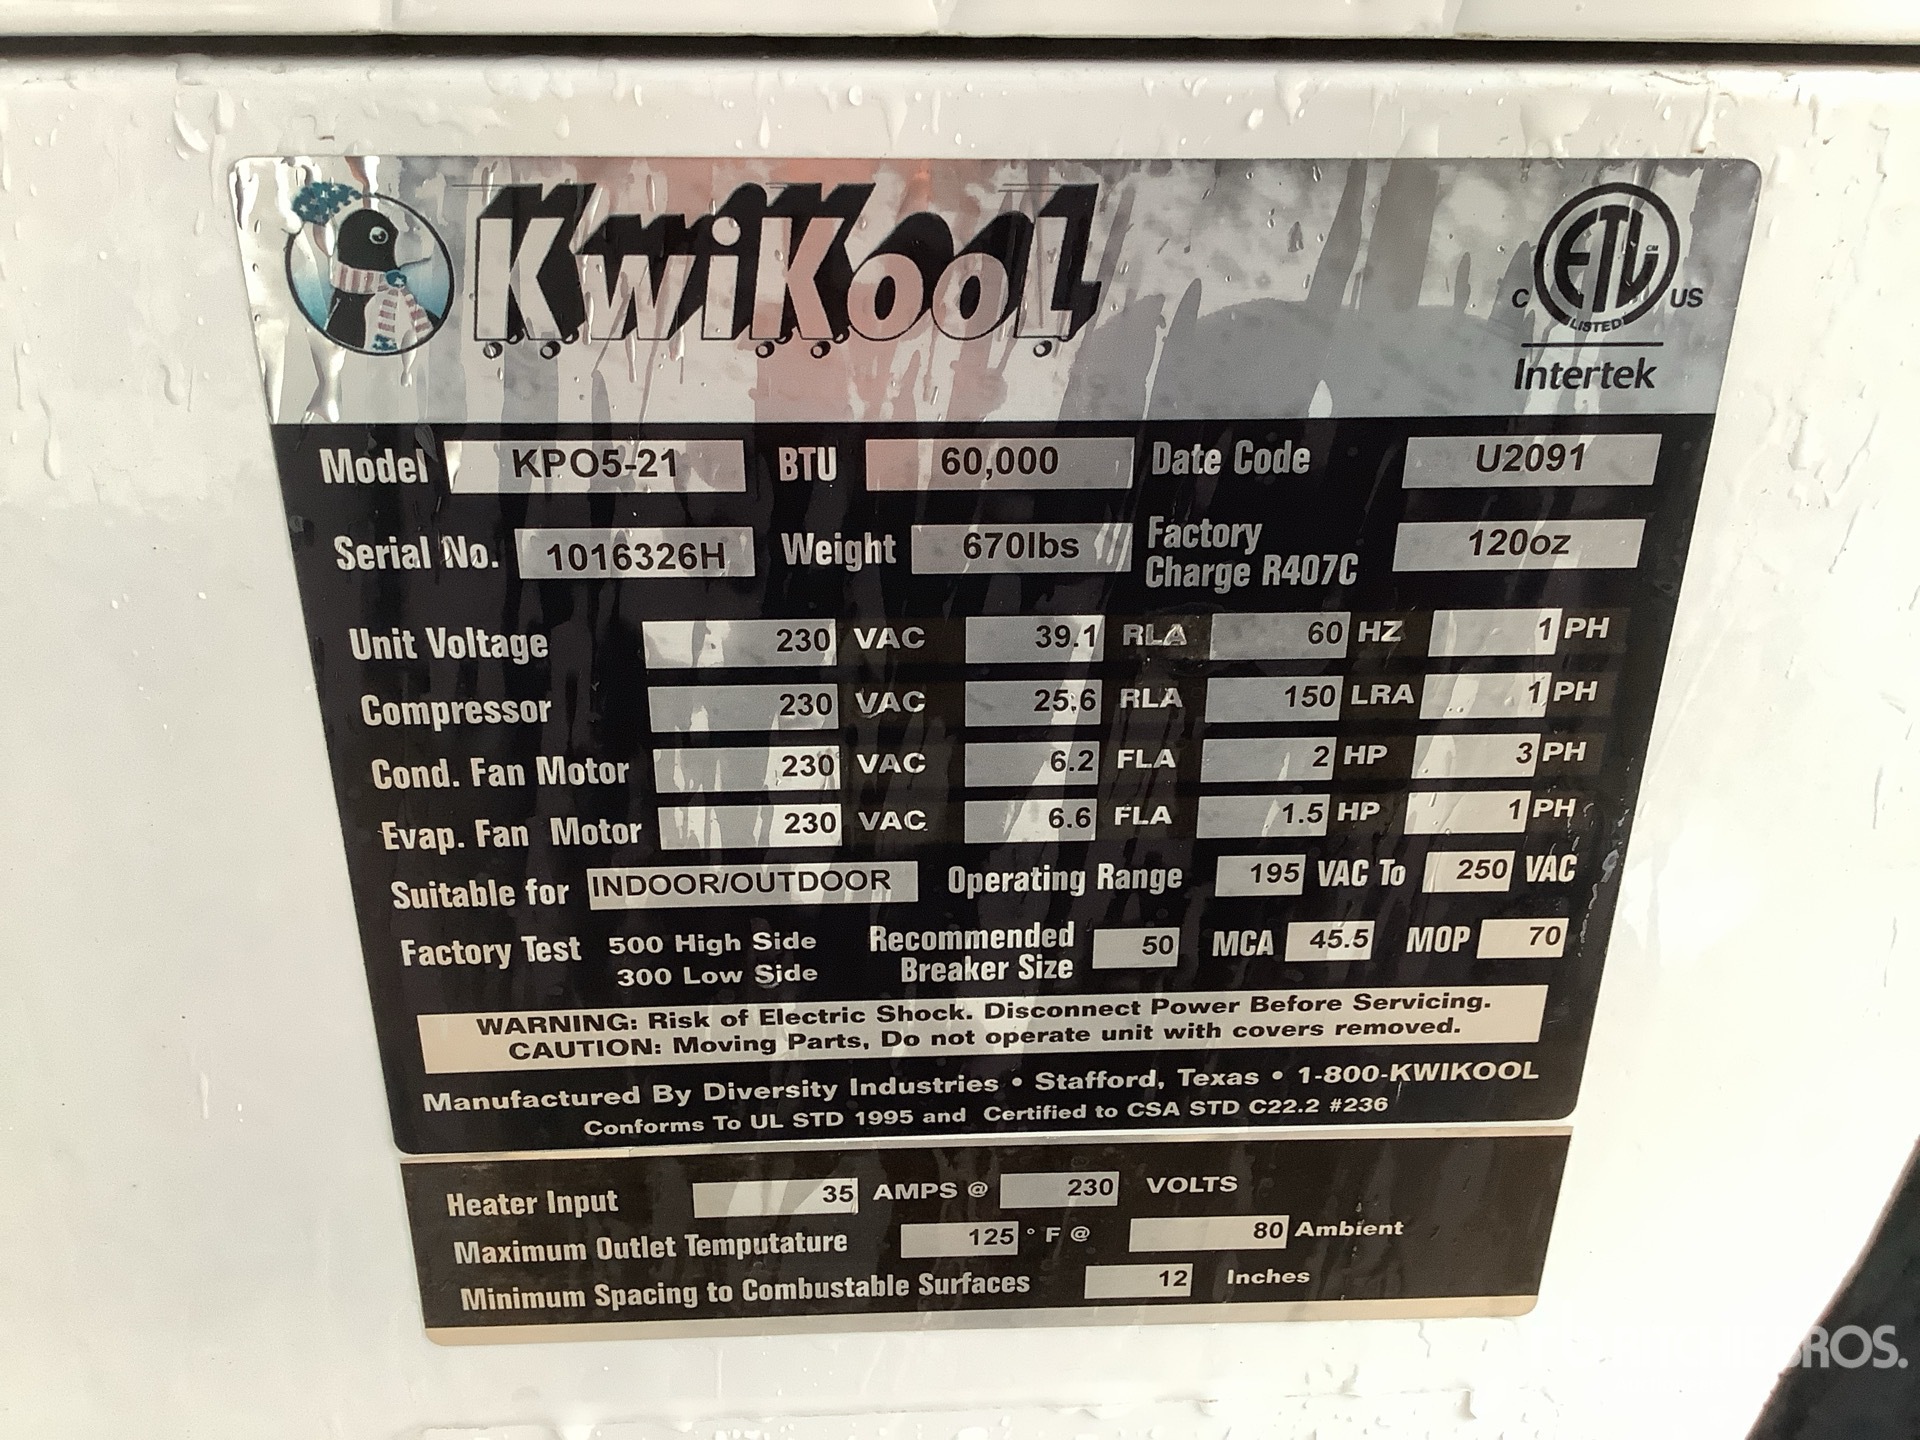 KwiKool
C ETL CM US
LISTED
Intertek
Model KPO5-21 BTU 60,000 Date Code U2091
Serial No. 1016326H Weight 670lbs Factory Charge R407C 120oz
Unit Voltage 230 VAC 39.1 RLA 60 HZ 1 PH
Compressor 230 VAC 25.6 RLA 150 LRA 1 PH
Cond. Fan Motor 230 VAC 6.2 FLA 2 HP 3 PH
Evap. Fan Motor 230 VAC 6.6 FLA 1.5 HP 1 PH
Suitable for INDOOR/OUTDOOR Operating Range 195 VAC To 250 VAC
Factory Test 500 High Side Recommended Breaker Size 50 MCA 45.5 MOP 70
300 Low Side
WARNING: Risk of Electric Shock. Disconnect Power Before Servicing.
CAUTION: Moving Parts, Do not operate unit with covers removed.
Manufactured By Diversity Industries • Stafford, Texas • 1-800-KWIKOOL
Conforms To UL STD 1995 and Certified to CSA STD C22.2 #236
Heater Input 35 AMPS @ 230 VOLTS
Maximum Outlet Temputature 125 ° F @ 80 Ambient
Minimum Spacing to Combustable Surfaces 12 Inches
BROS.